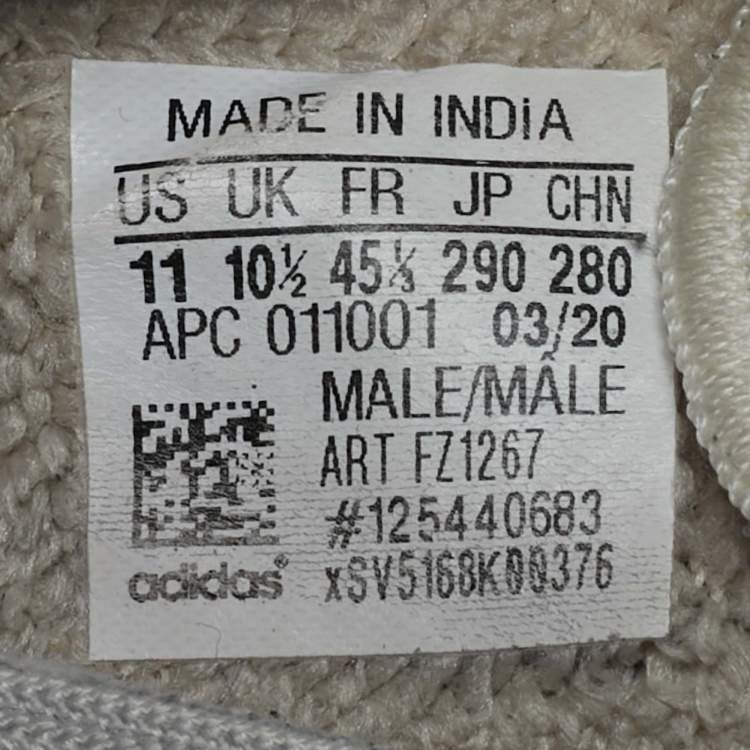 MADE IN INDiA
US UK FR JP CHN
11 10½ 45⅓ 290 280
APC 011001 03/20
MALE/MÂLE
ART FZ1267
#125440683
adidas®
xSV5168K00376